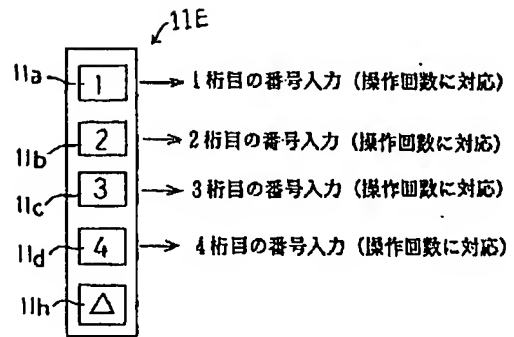 11E
11a 1 → 1桁目の番号入力 (操作回数に対応)
11b 2 → 2桁目の番号入力 (操作回数に対応)
11c 3 → 3桁目の番号入力 (操作回数に対応)
11d 4 → 4桁目の番号入力 (操作回数に対応)
11h △